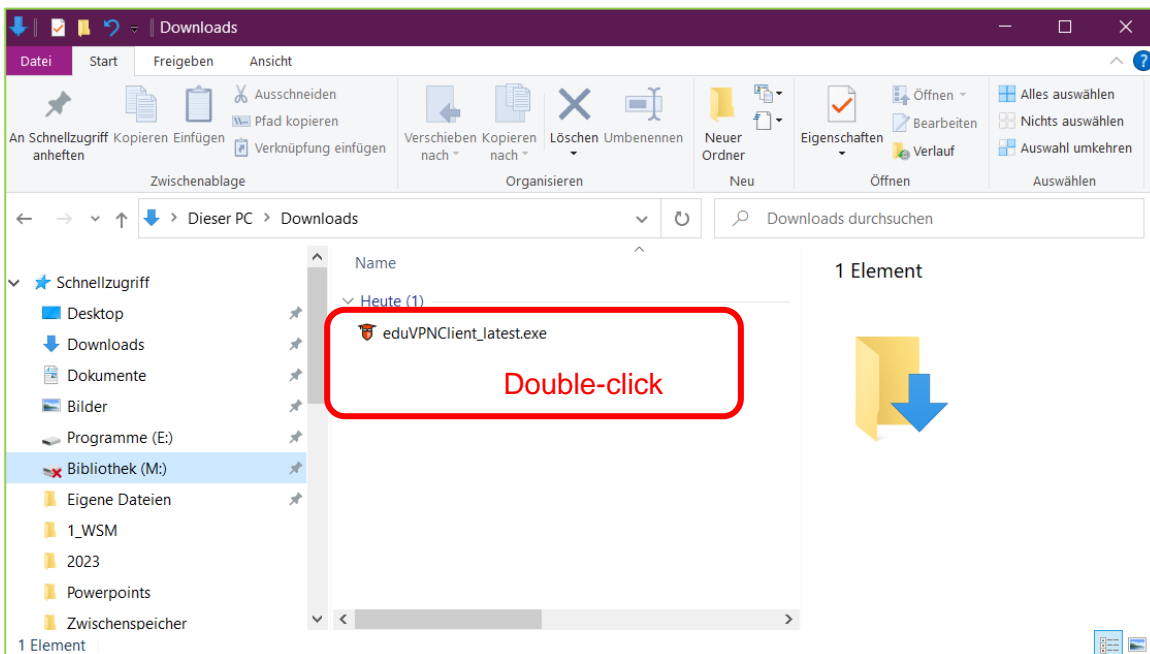 Downloads
Datei Start Freigeben Ansicht
An Schnellzugriff anheften
Kopieren
Einfügen
Ausschneiden
Pfad kopieren
Verknüpfung einfügen
Zwischenablage
Verschieben nach
Kopieren nach
Löschen
Umbenennen
Organisieren
Neuer Ordner
Neu
Eigenschaften
Öffnen
Bearbeiten
Verlauf
Öffnen
Alles auswählen
Nichts auswählen
Auswahl umkehren
Auswählen
Dieser PC > Downloads
Downloads durchsuchen
Schnellzugriff
Desktop
Downloads
Dokumente
Bilder
Programme (E:)
Bibliothek (M:)
Eigene Dateien
1_WSM
2023
Powerpoints
Zwischenspeicher
Name
Heute (1)
eduVPNClient_latest.exe
Double-click
1 Element
1 Element